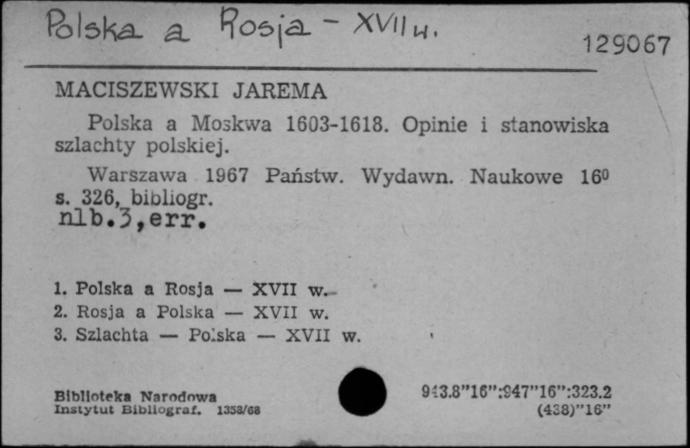 Polska a Rosja - XVII w.
129067
MACISZEWSKI JAREMA
Polska a Moskwa 1603-1618. Opinie i stanowiska
szlachty polskiej.
Warszawa 1967 Państw. Wydawn. Naukowe 16⁰
s. 326, bibliogr.
nlb.3,err.
1. Polska a Rosja — XVII w.
2. Rosja a Polska — XVII w.
3. Szlachta — Polska — XVII w.
Biblioteka Narodowa
Instytut Bibliograf. 1358/68
943.8"16":947"16":323.2
(438)"16"